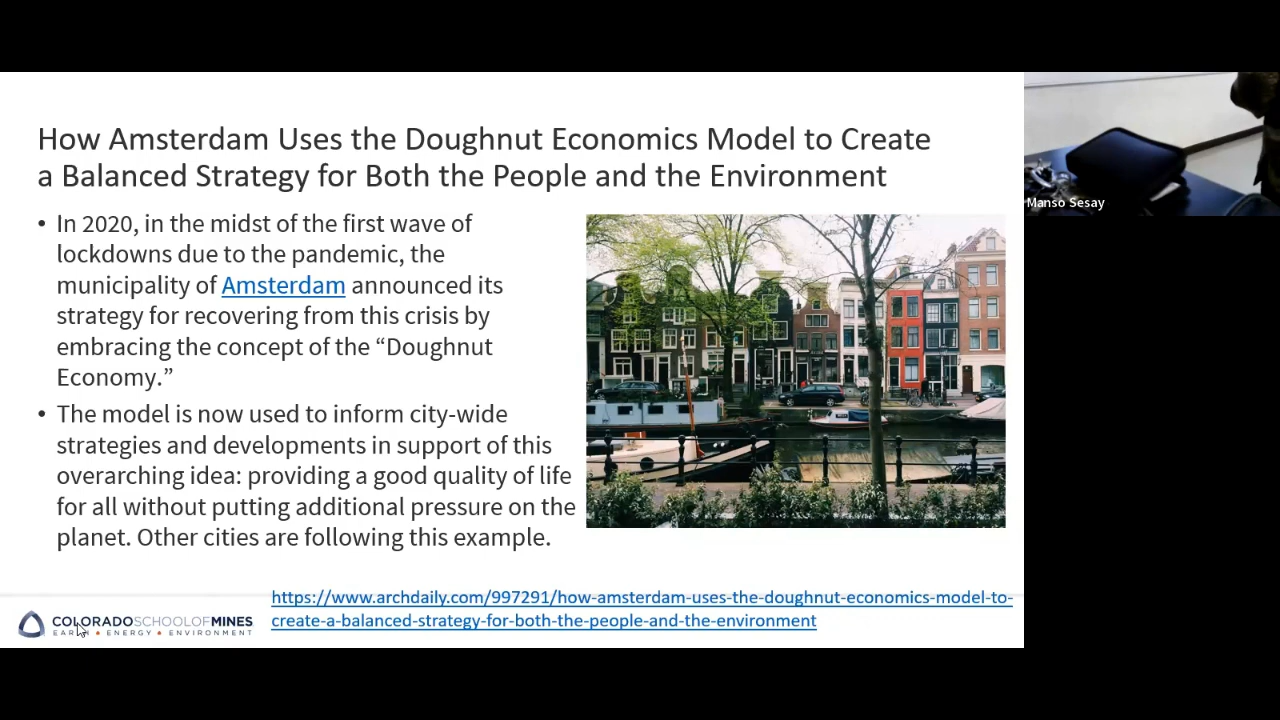 How Amsterdam Uses the Doughnut Economics Model to Create
a Balanced Strategy for Both the People and the Environment
• In 2020, in the midst of the first wave of
lockdowns due to the pandemic, the
municipality of Amsterdam announced its
strategy for recovering from this crisis by
embracing the concept of the “Doughnut
Economy.”
• The model is now used to inform city-wide
strategies and developments in support of this
overarching idea: providing a good quality of life
for all without putting additional pressure on the
planet. Other cities are following this example.
https://www.archdaily.com/997291/how-amsterdam-uses-the-doughnut-economics-model-to-
create-a-balanced-strategy-for-both-the-people-and-the-environment
COLORADOSCHOOLOFMINES
EARTH • ENERGY • ENVIRONMENT
Manso Sesay